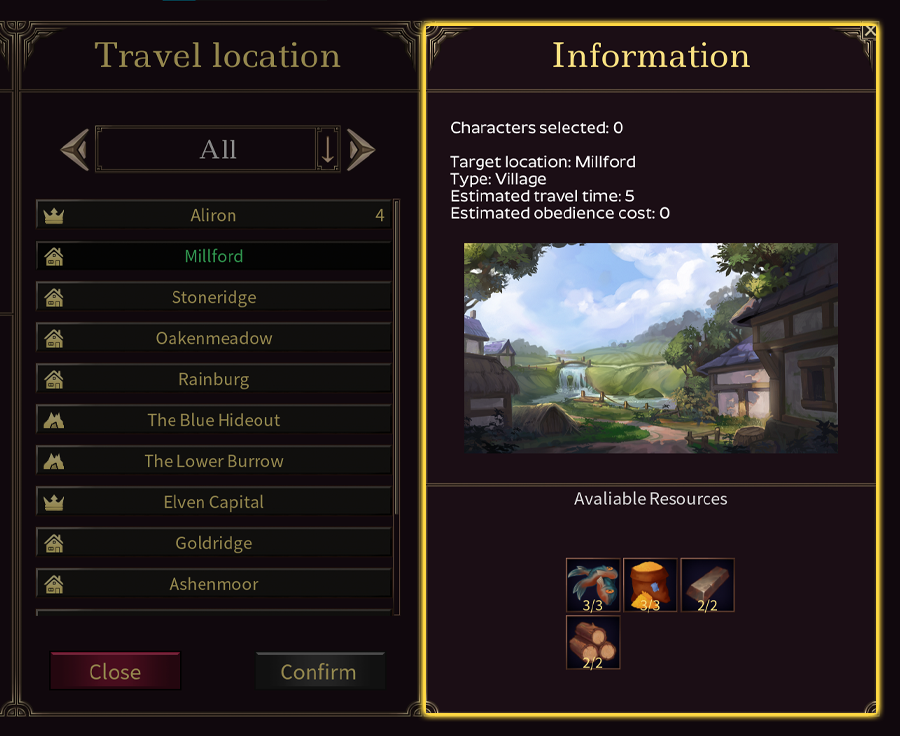 Travel location
All
Aliron 4
Millford
Stoneridge
Oakenmeadow
Rainburg
The Blue Hideout
The Lower Burrow
Elven Capital
Goldridge
Ashenmoor
Close
Confirm
Information
Characters selected: 0
Target location: Millford
Type: Village
Estimated travel time: 5
Estimated obedience cost: 0
Avaliable Resources
3/3
3/3
2/2
2/2